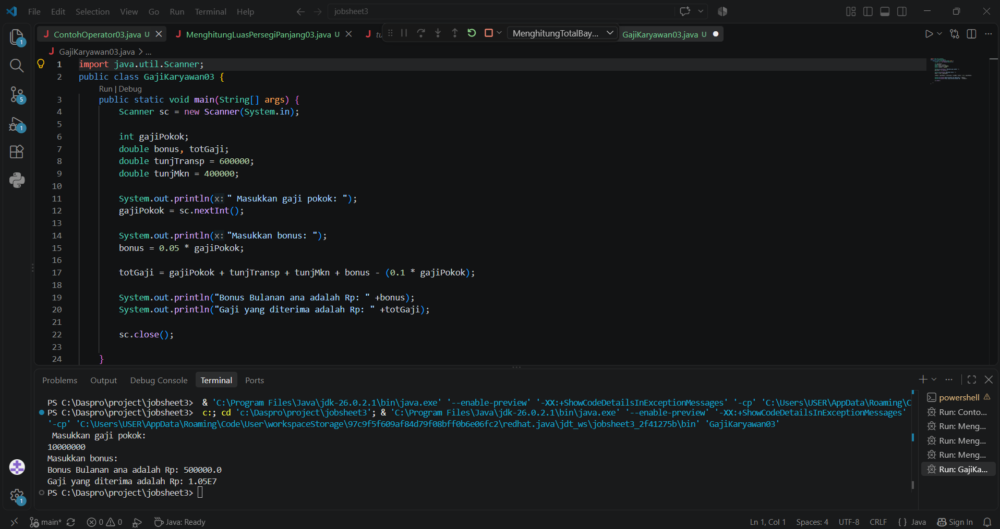 File Edit Selection View Go Run Terminal Help
jobsheet3
ContohOperator03.java U
MenghitungLuasPersegiPanjang03.java U
MenghitungTotalBay...
GajiKaryawan03.java U
GajiKaryawan03.java > ...
1 import java.util.Scanner;
2 public class GajiKaryawan03 {
Run | Debug
3 public static void main(String[] args) {
4 Scanner sc = new Scanner(System.in);
5
6 int gajiPokok;
7 double bonus, totGaji;
8 double tunjTransp = 600000;
9 double tunjMkn = 400000;
10
11 System.out.println(x: " Masukkan gaji pokok: ");
12 gajiPokok = sc.nextInt();
13
14 System.out.println(x: "Masukkan bonus: ");
15 bonus = 0.05 * gajiPokok;
16
17 totGaji = gajiPokok + tunjTransp + tunjMkn + bonus - (0.1 * gajiPokok);
18
19 System.out.println("Bonus Bulanan ana adalah Rp: " +bonus);
20 System.out.println("Gaji yang diterima adalah Rp: " +totGaji);
21
22 sc.close();
23
24 }
Problems Output Debug Console Terminal Ports
PS C:\Daspro\project\jobsheet3> & 'C:\Program Files\Java\jdk-26.0.2.1\bin\java.exe' '--enable-preview' '-XX:+ShowCodeDetailsInExceptionMessages' '-cp' 'C:\Users\USER\AppData\Roaming\C
PS C:\Daspro\project\jobsheet3> c:; cd 'c:\Daspro\project\jobsheet3'; & 'C:\Program Files\Java\jdk-26.0.2.1\bin\java.exe' '--enable-preview' '-XX:+ShowCodeDetailsInExceptionMessages'
'-cp' 'C:\Users\USER\AppData\Roaming\Code\User\workspaceStorage\97c9f5f609af84d79f08bff0b6e06fc2\redhat.java\jdt_ws\jobsheet3_2f41275b\bin' 'GajiKaryawan03'
Masukkan gaji pokok:
10000000
Masukkan bonus:
Bonus Bulanan ana adalah Rp: 500000.0
Gaji yang diterima adalah Rp: 1.05E7
PS C:\Daspro\project\jobsheet3>
powershell
Run: Conto...
Run: Meng...
Run: Meng...
Run: Meng...
Run: GajiKa...
1
5
1
1
main* 0 0 Java: Ready
Ln 1, Col 1 Spaces: 4 UTF-8 CRLF { } Java Sign In